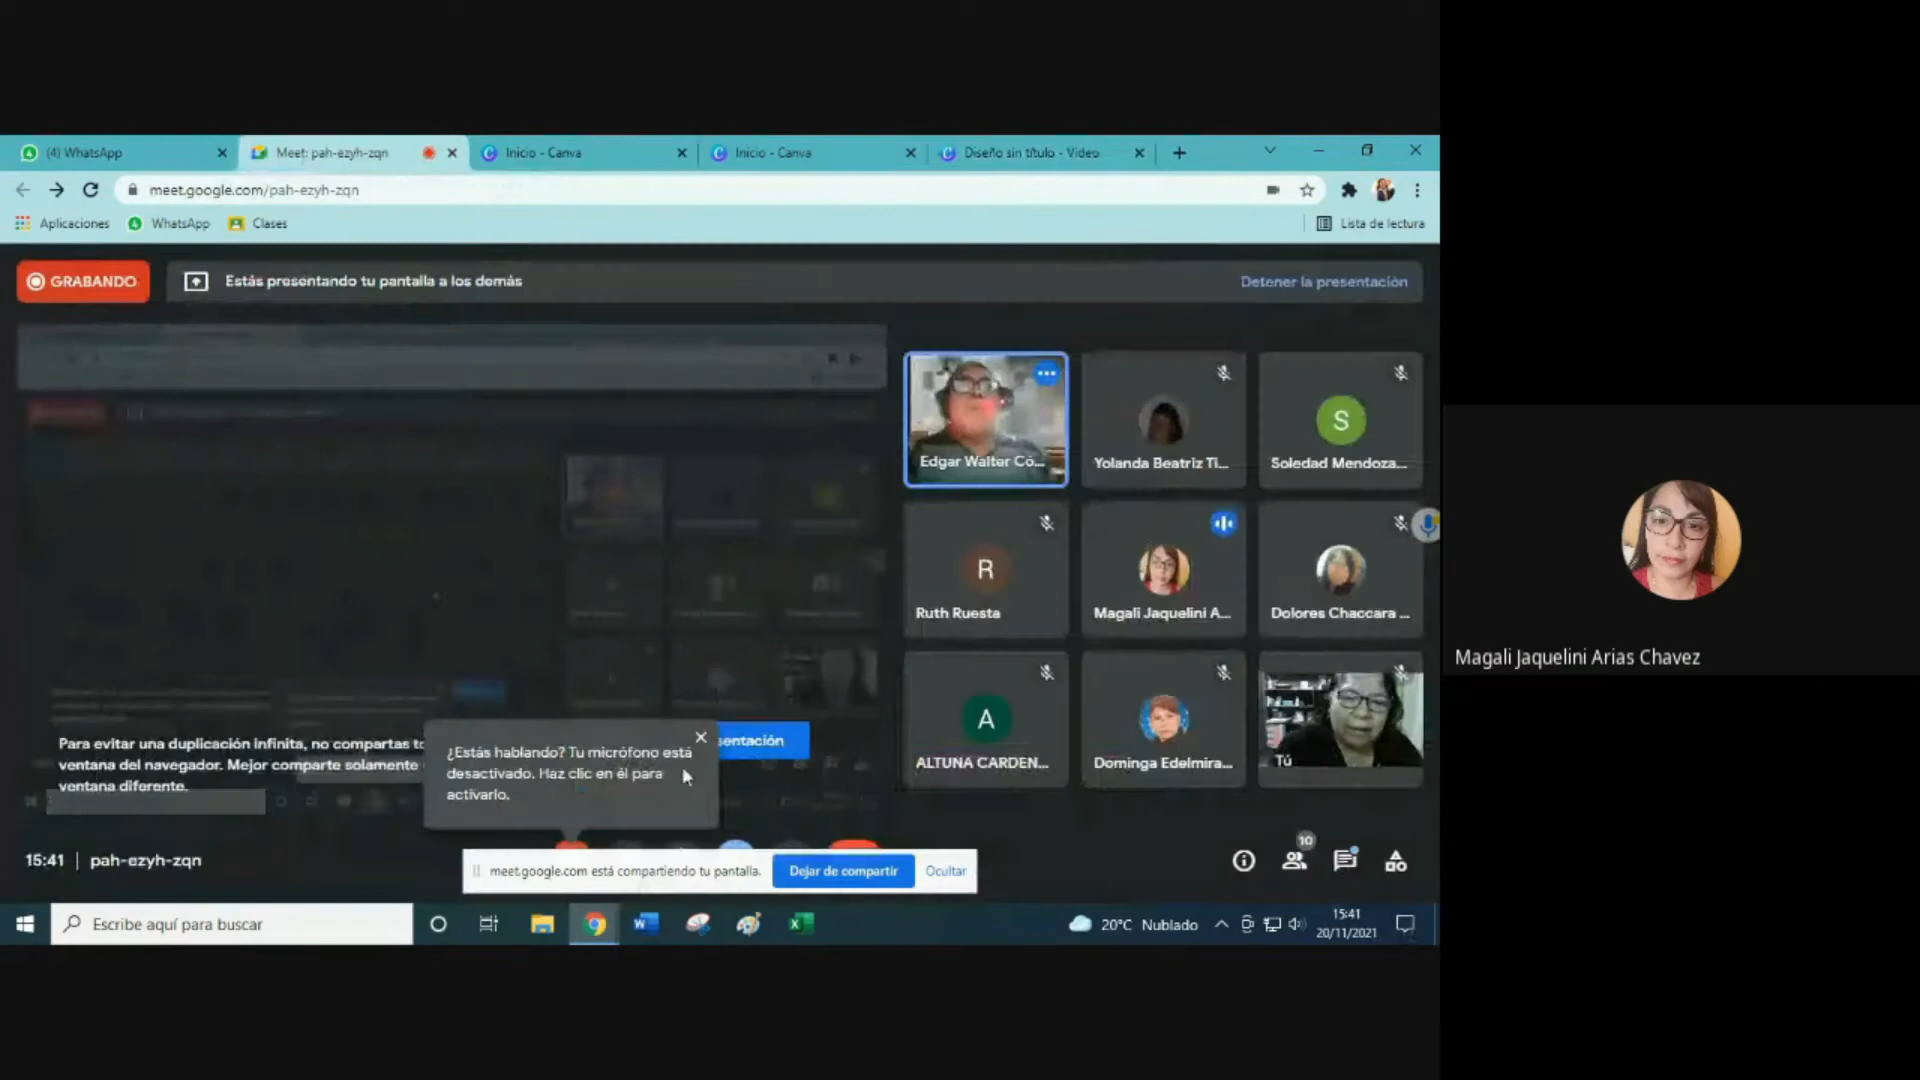 (4) WhatsApp
Meet: pah-ezyh-zqn
Inicio - Canva
Inicio - Canva
Diseño sin título - Video
meet.google.com/pah-ezyh-zqn
Aplicaciones
WhatsApp
Clases
Lista de lectura
GRABANDO
Estás presentando tu pantalla a los demás
Detener la presentación
Edgar Walter Có...
Yolanda Beatriz Ti...
S
Soledad Mendoza...
R
Ruth Ruesta
Magali Jaquelini A...
Dolores Chaccara ...
A
ALTUNA CARDEN...
Dominga Edelmira...
Tú
Magali Jaquelini Arias Chavez
Para evitar una duplicación infinita, no compartas
ventana del navegador. Mejor comparte solamente
ventana diferente.
¿Estás hablando? Tu micrófono está
desactivado. Haz clic en él para
activarlo.
15:41 | pah-ezyh-zqn
meet.google.com está compartiendo tu pantalla.
Dejar de compartir
Ocultar
10
Escribe aquí para buscar
20°C Nublado
15:41
20/11/2021